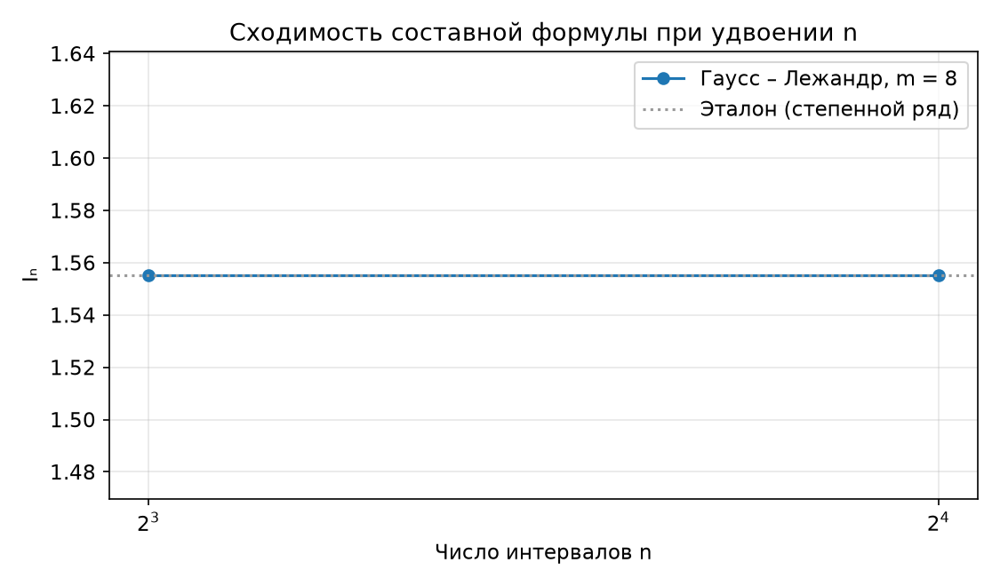 Сходимость составной формулы при удвоении n
Гаусс – Лежандр, m = 8
Эталон (степенной ряд)
1.64
1.62
1.60
1.58
1.56
1.54
1.52
1.50
1.48
Iₙ
2³
2⁴
Число интервалов n